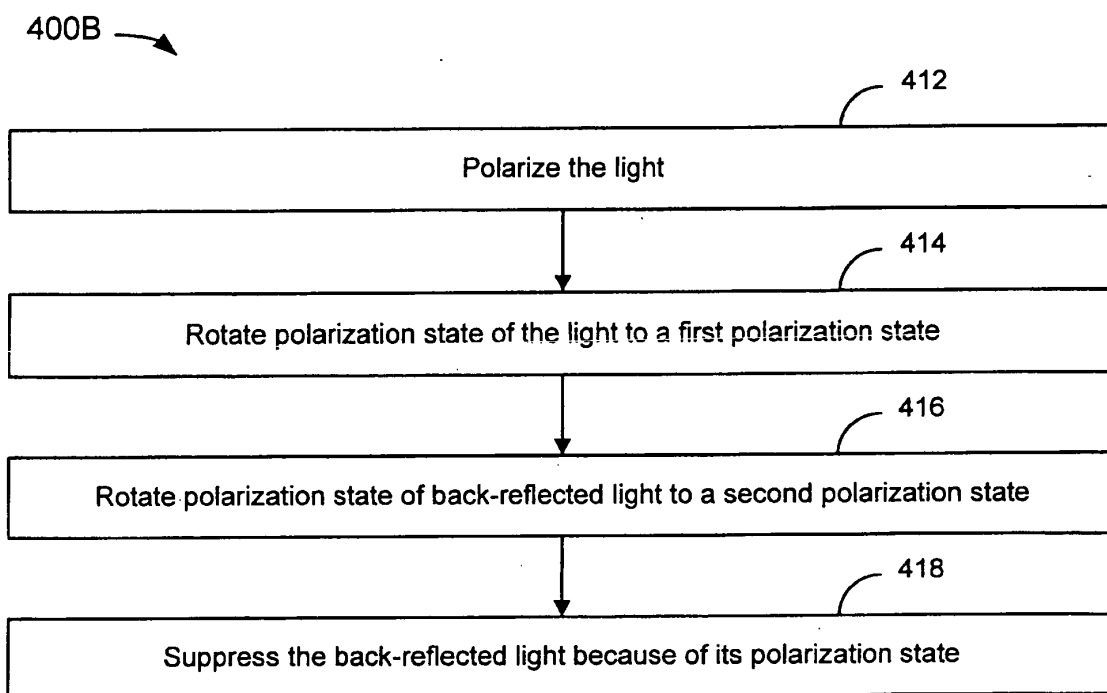 400B
412
Polarize the light
414
Rotate polarization state of the light to a first polarization state
416
Rotate polarization state of back-reflected light to a second polarization state
418
Suppress the back-reflected light because of its polarization state